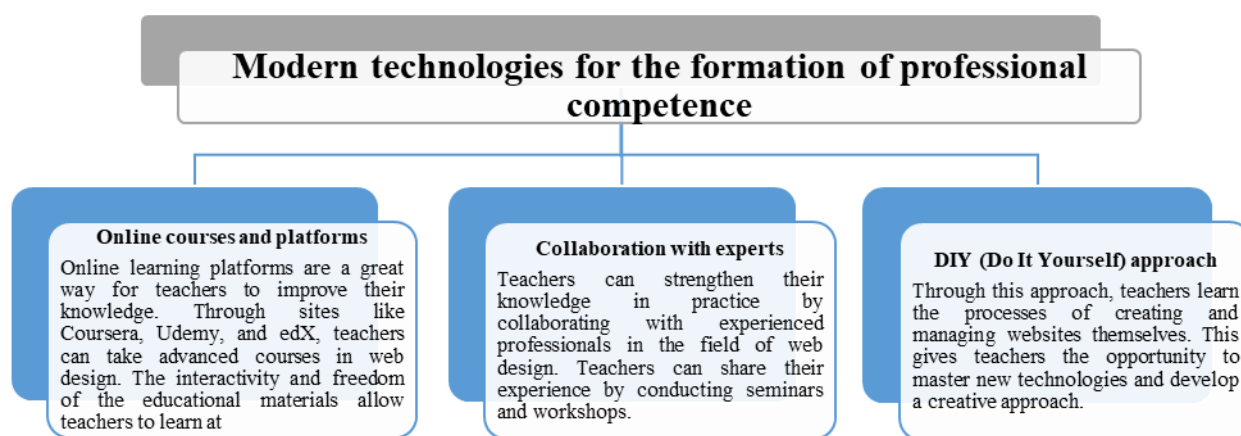 Modern technologies for the formation of professional
competence
Online courses and platforms
Online learning platforms are a great
way for teachers to improve their
knowledge. Through sites like
Coursera, Udemy, and edX, teachers
can take advanced courses in web
design. The interactivity and freedom
of the educational materials allow
teachers to learn at
Collaboration with experts
Teachers can strengthen their
knowledge in practice by
collaborating with experienced
professionals in the field of web
design. Teachers can share their
experience by conducting seminars
and workshops.
DIY (Do It Yourself) approach
Through this approach, teachers learn
the processes of creating and
managing websites themselves. This
gives teachers the opportunity to
master new technologies and develop
a creative approach.